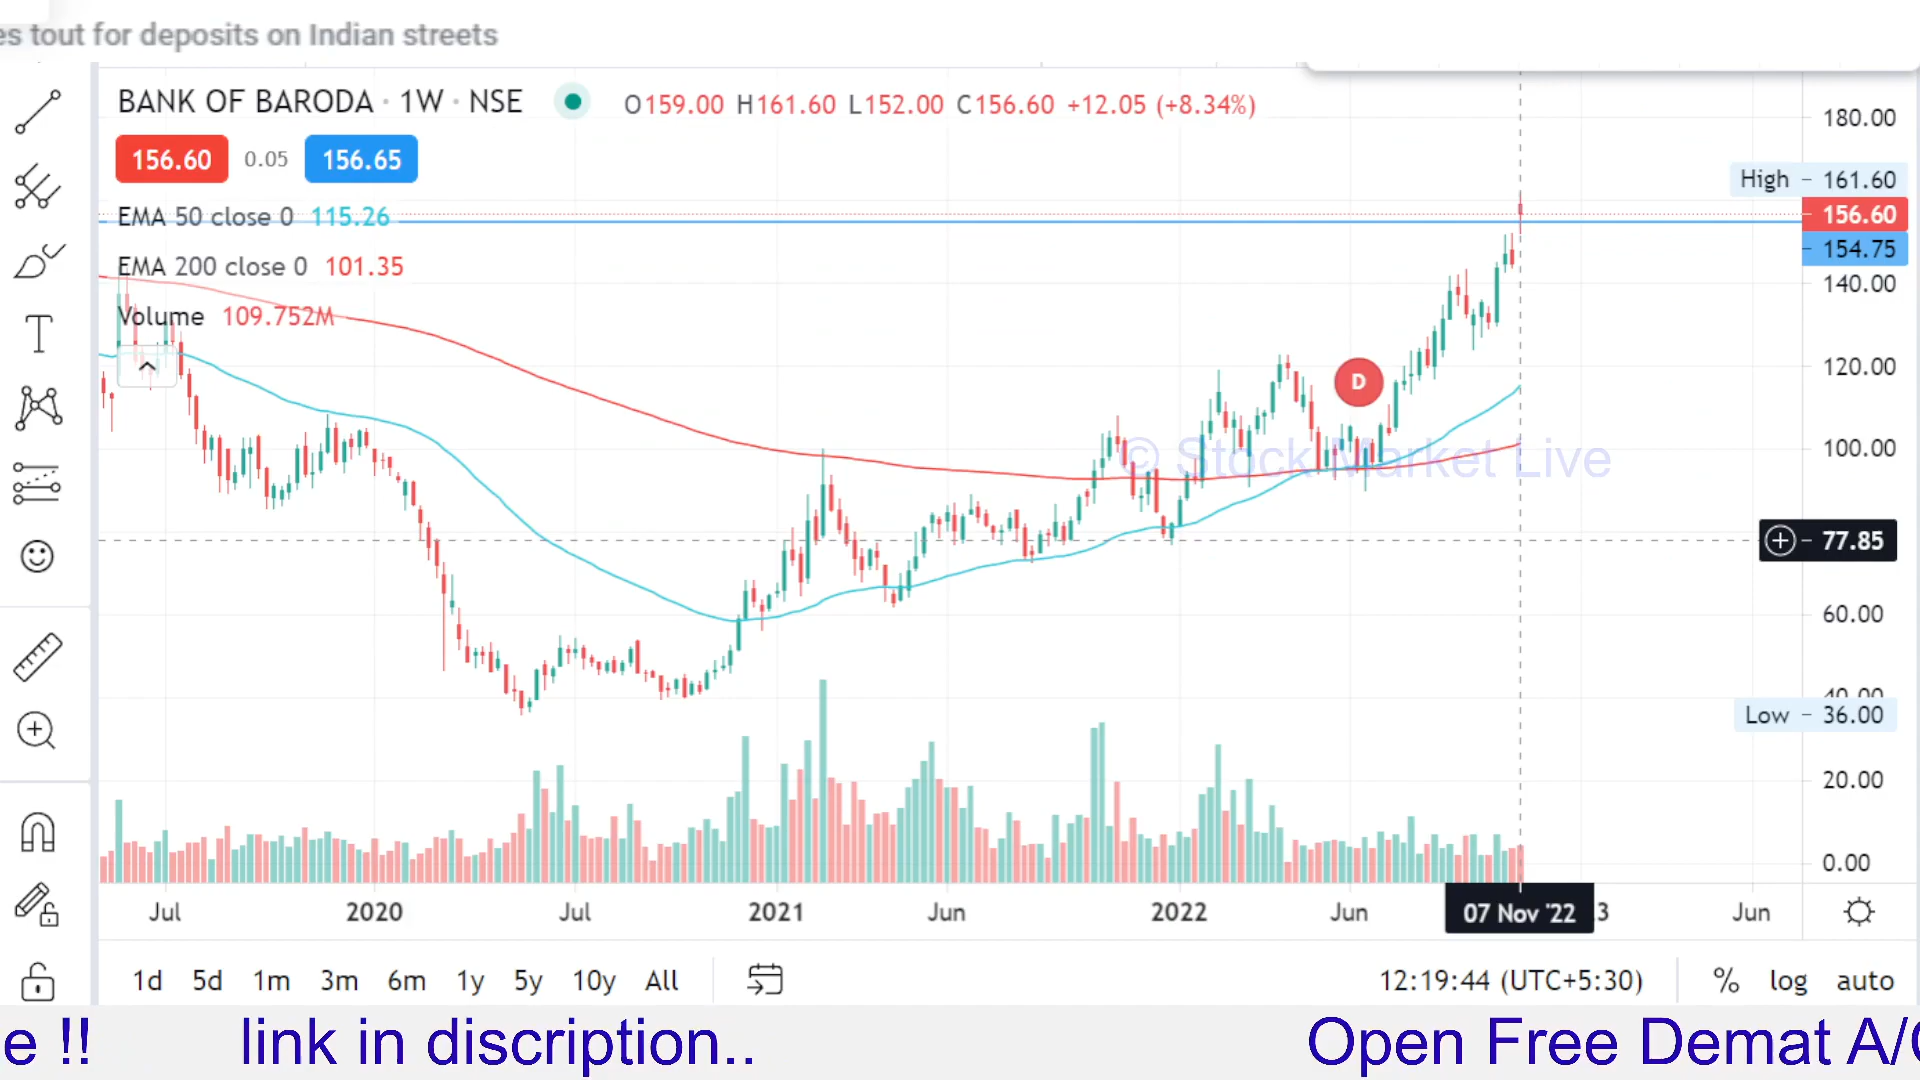 es tout for deposits on Indian streets
BANK OF BARODA · 1W · NSE O159.00 H161.60 L152.00 C156.60 +12.05 (+8.34%)
156.60 0.05 156.65
EMA 50 close 0 115.26
EMA 200 close 0 101.35
Volume 109.752M
180.00
High 161.60
156.60
154.75
140.00
120.00
D
100.00
© Stock Market Live
77.85
60.00
40.00
Low 36.00
20.00
0.00
Jul 2020 Jul 2021 Jun 2022 Jun 07 Nov '22 3 Jun
1d 5d 1m 3m 6m 1y 5y 10y All 12:19:44 (UTC+5:30) % log auto
e !! link in discription.. Open Free Demat A/C